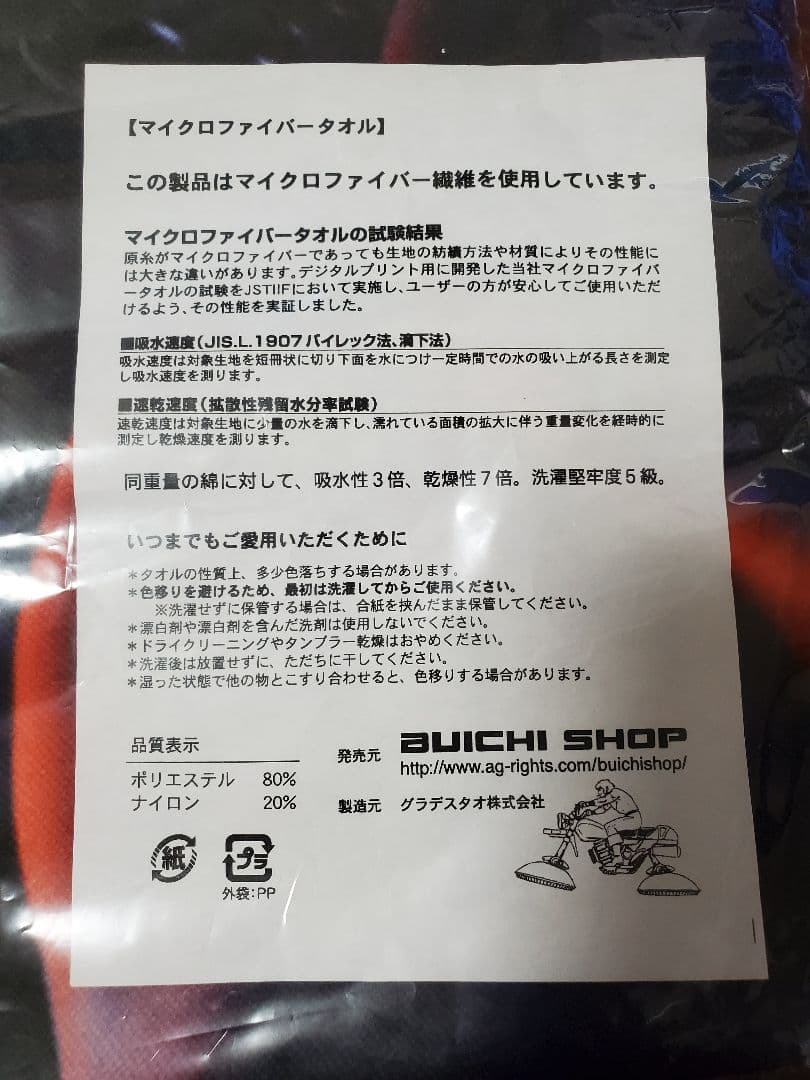 【マイクロファイバータオル】
この製品はマイクロファイバー繊維を使用しています。
マイクロファイバータオルの試験結果
原糸がマイクロファイバーであっても生地の紡績方法や材質によりその性能に
は大きな違いがあります。デジタルプリント用に開発した当社マイクロファイバ
ータオルの試験をJSTIIFにおいて実施し、ユーザーの方が安心してご使用いただ
けるよう、その性能を実証しました。
■吸水速度(JIS.L.1907バイレック法、滴下法)
吸水速度は対象生地を短冊状に切り下面を水につけ一定時間での水の吸い上がる長さを測定
し吸水速度を測ります。
■速乾速度(拡散性残留水分率試験)
速乾速度は対象生地に少量の水を滴下し、濡れている面積の拡大に伴う重量変化を経時的に
測定し乾燥速度を測ります。
同重量の綿に対して、吸水性3倍、乾燥性7倍。洗濯堅牢度5級。
いつまでもご愛用いただくために
*タオルの性質上、多少色落ちする場合があります。
*色移りを避けるため、最初は洗濯してからご使用ください。
※洗濯せずに保管する場合は、合紙を挟んだまま保管してください。
*漂白剤や漂白剤を含んだ洗剤は使用しないでください。
*ドライクリーニングやタンブラー乾燥はおやめください。
*洗濯後は放置せずに、ただちに干してください。
*湿った状態で他の物とこすり合わせると、色移りする場合があります。
品質表示
ポリエステル 80%
ナイロン 20%
発売元 BUICHI SHOP
http://www.ag-rights.com/buichishop/
製造元 グラデスタオ株式会社
紙
プラ
外袋:PP